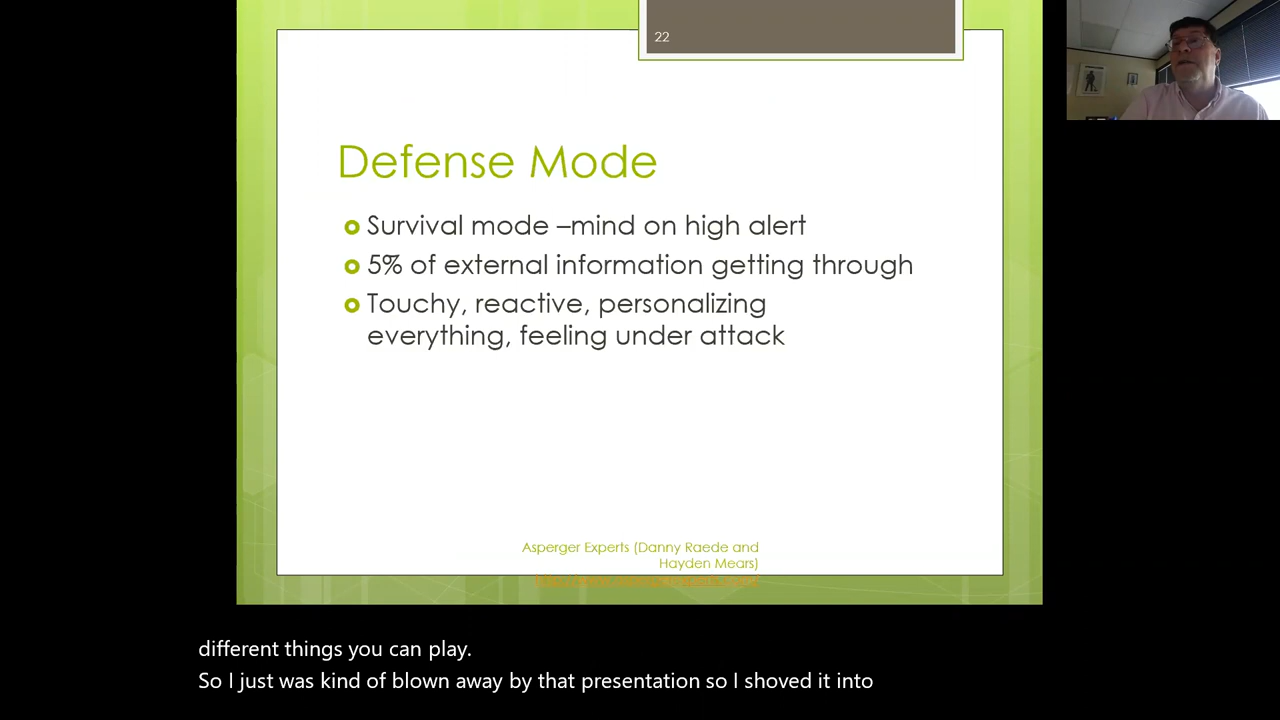 22
Defense Mode
Survival mode –mind on high alert
5% of external information getting through
Touchy, reactive, personalizing
everything, feeling under attack
Asperger Experts (Danny Raede and
Hayden Mears)
different things you can play.
So I just was kind of blown away by that presentation so I shoved it into